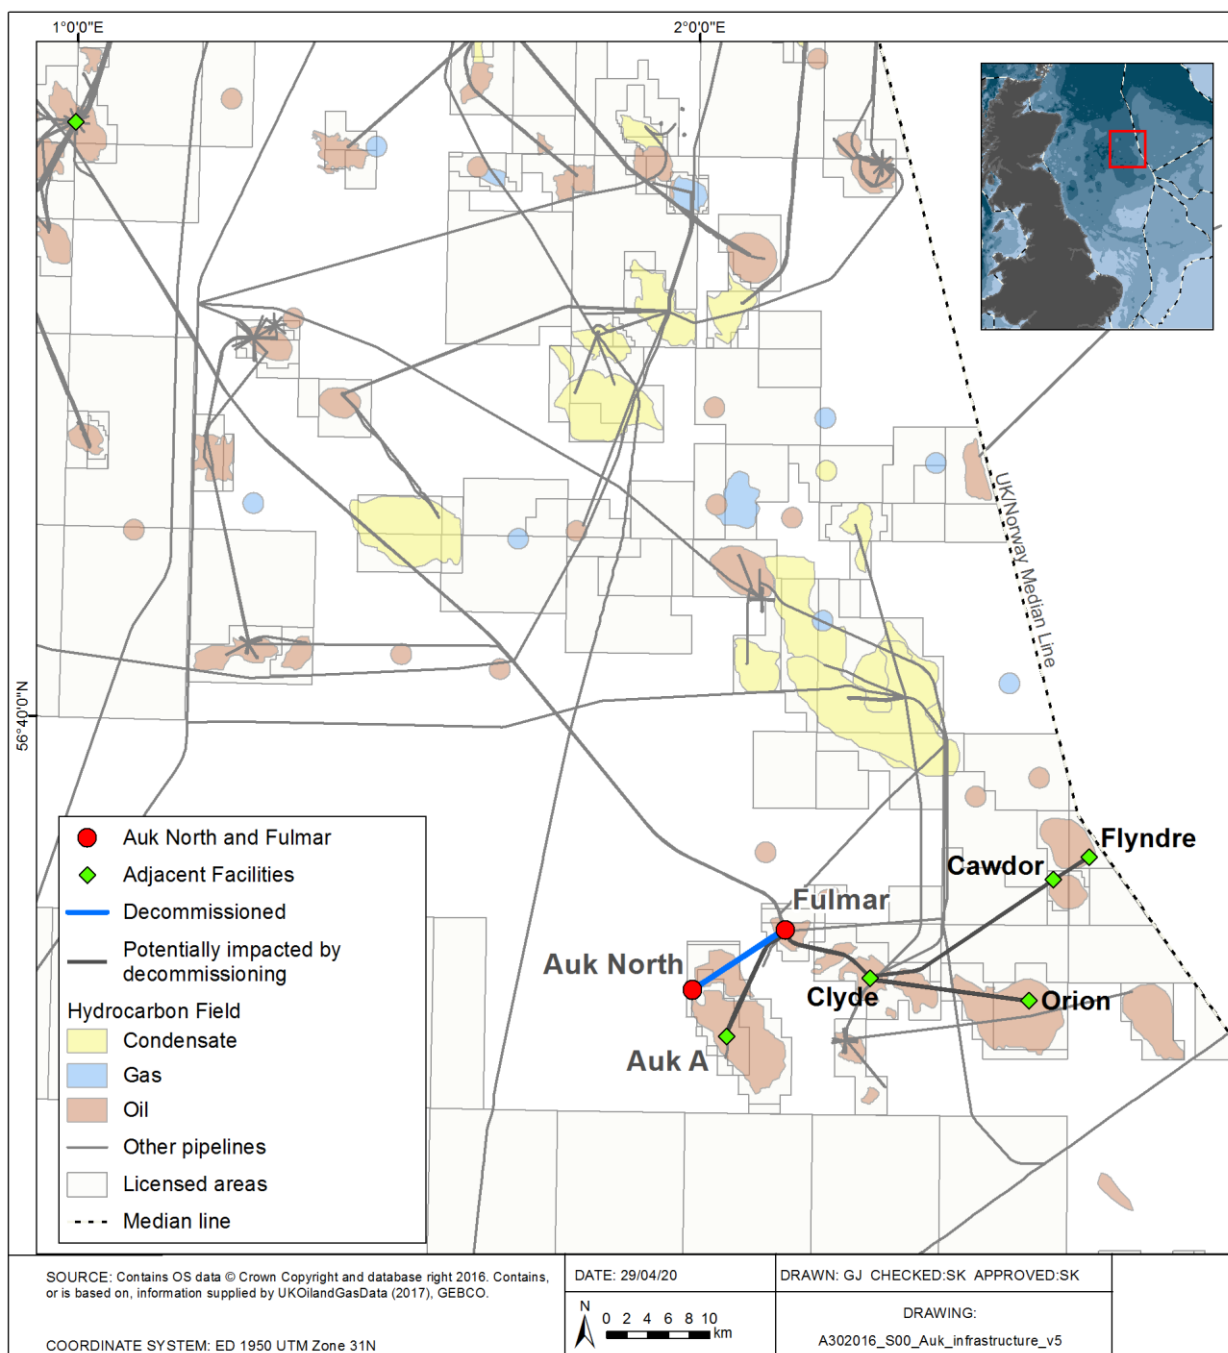 1°0'0"E
2°0'0"E
UK/Norway Median Line
56°40'0"N
Flyndre
Cawdor
Fulmar
Auk North
Clyde
Orion
Auk A
Auk North and Fulmar
Adjacent Facilities
Decommissioned
Potentially impacted by
decommissioning
Hydrocarbon Field
Condensate
Gas
Oil
Other pipelines
Licensed areas
Median line
SOURCE: Contains OS data © Crown Copyright and database right 2016. Contains,
or is based on, information supplied by UKOilandGasData (2017), GEBCO.
COORDINATE SYSTEM: ED 1950 UTM Zone 31N
DATE: 29/04/20
N
0 2 4 6 8 10
km
DRAWN: GJ CHECKED:SK APPROVED:SK
DRAWING:
A302016_S00_Auk_infrastructure_v5